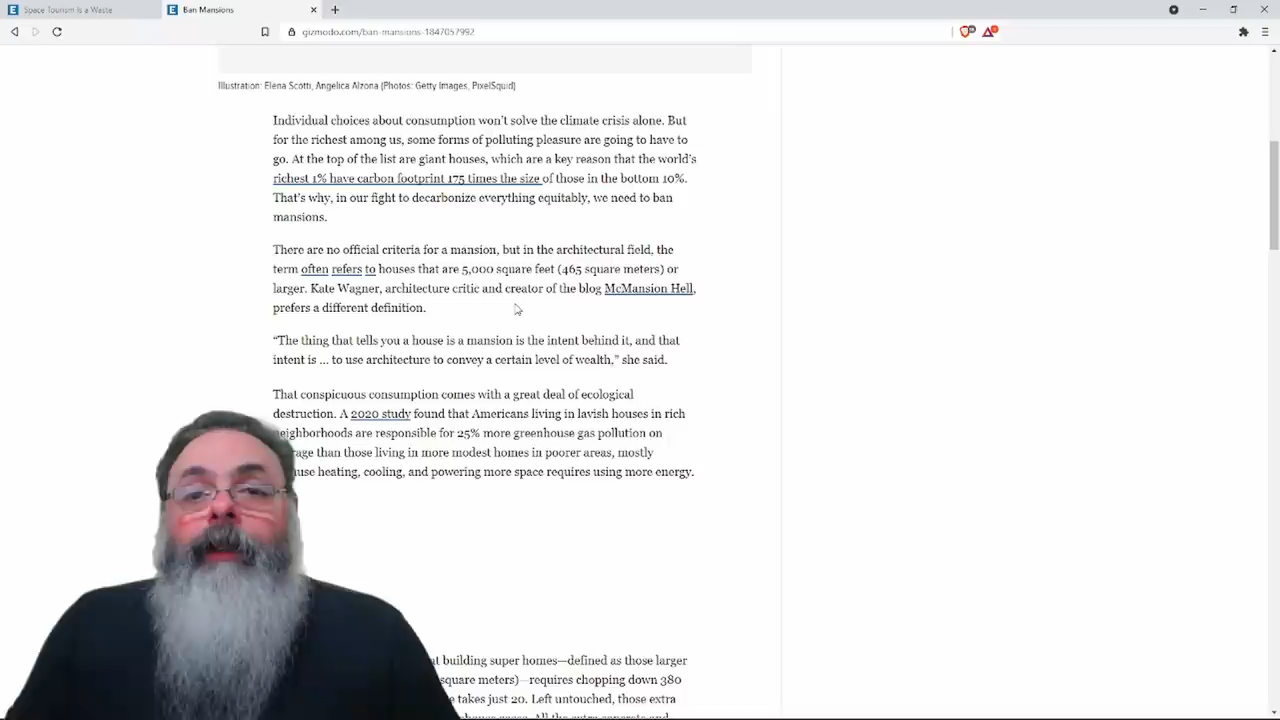 Space Tourism Is a Waste
Ban Mansions
gizmodo.com/ban-mansions-1847057992
Illustration: Elena Scotti, Angelica Alzona (Photos: Getty Images, PixelSquid)
Individual choices about consumption won't solve the climate crisis alone. But
for the richest among us, some forms of polluting pleasure are going to have to
go. At the top of the list are giant houses, which are a key reason that the world's
richest 1% have carbon footprint 175 times the size of those in the bottom 10%.
That's why, in our fight to decarbonize everything equitably, we need to ban
mansions.
There are no official criteria for a mansion, but in the architectural field, the
term often refers to houses that are 5,000 square feet (465 square meters) or
larger. Kate Wagner, architecture critic and creator of the blog McMansion Hell,
prefers a different definition.
“The thing that tells you a house is a mansion is the intent behind it, and that
intent is ... to use architecture to convey a certain level of wealth,” she said.
That conspicuous consumption comes with a great deal of ecological
destruction. A 2020 study found that Americans living in lavish houses in rich
neighborhoods are responsible for 25% more greenhouse gas pollution on
rage than those living in more modest homes in poorer areas, mostly
use heating, cooling, and powering more space requires using more energy.
t building super homes—defined as those larger
square meters)—requires chopping down 380
e takes just 20. Left untouched, those extra